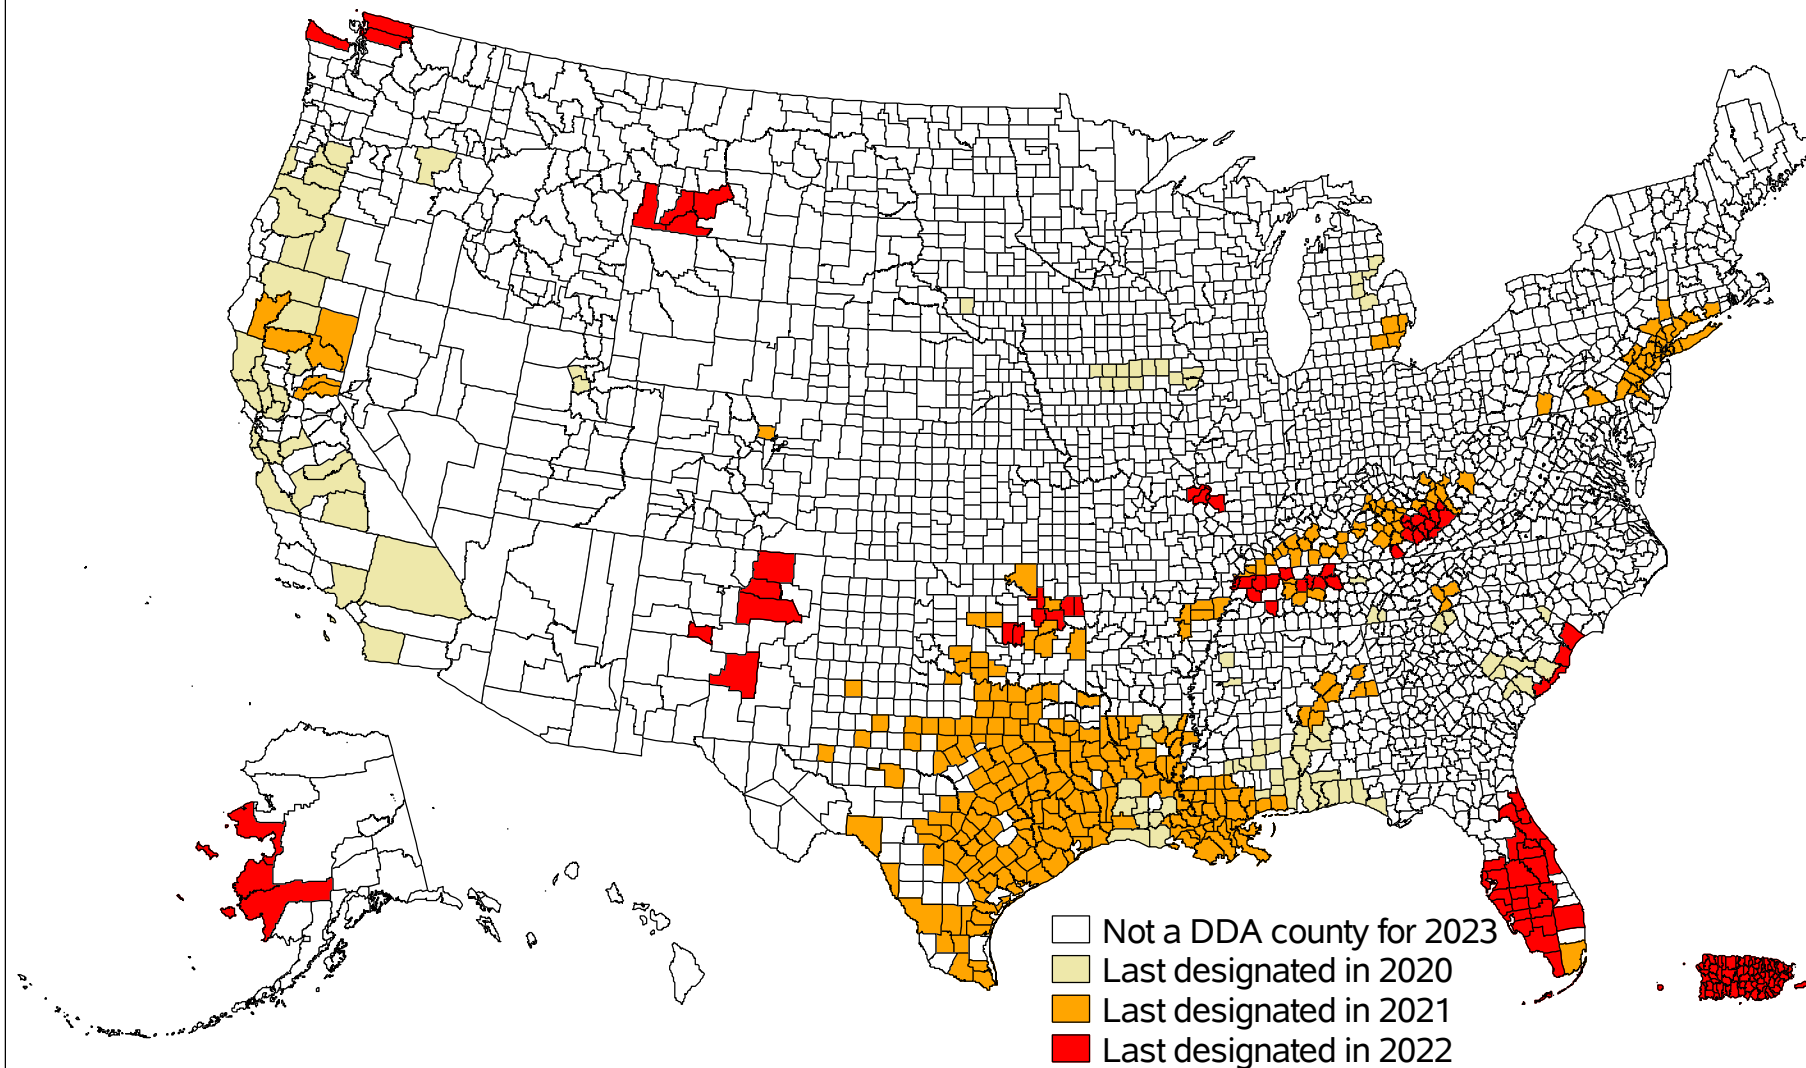 Not a DDA county for 2023
Last designated in 2020
Last designated in 2021
Last designated in 2022